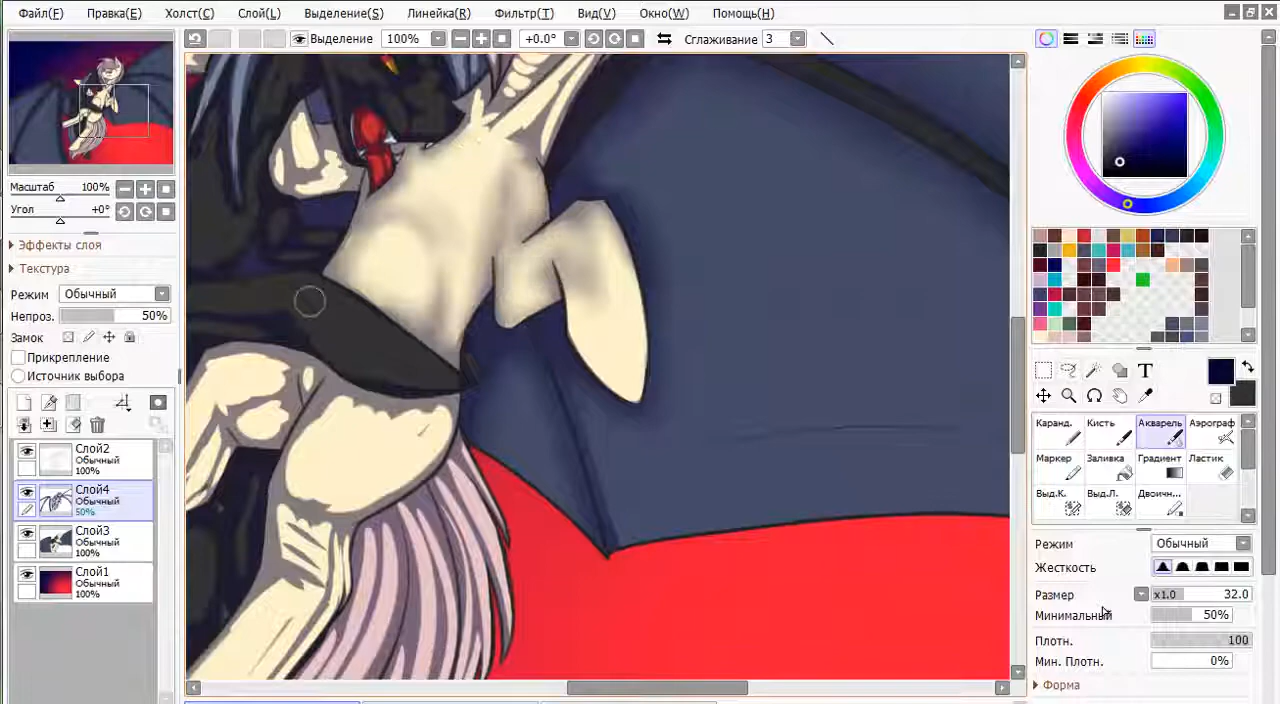 Файл(F) Правка(E) Холст(C) Слой(L) Выделение(S) Линейка(R) Фильтр(T) Вид(V) Окно(W) Помощь(H)
Выделение 100% +0.0° Сглаживание 3
Масштаб 100%
Угол +0°
Эффекты слоя
Текстура
Режим Обычный
Непроз. 50%
Замок
Прикрепление
Источник выбора
Слой2
Обычный
100%
Слой4
Обычный
50%
Слой3
Обычный
100%
Слой1
Обычный
100%
T
Каранд. Кисть Акварель Аэрограф
Маркер Заливка Градиент Ластик
Выд.К. Выд.Л. Двоичн...
Режим Обычный
Жесткость
Размер x1.0 32.0
Минимальный 50%
Плотн. 100
Мин. Плотн. 0%
Форма